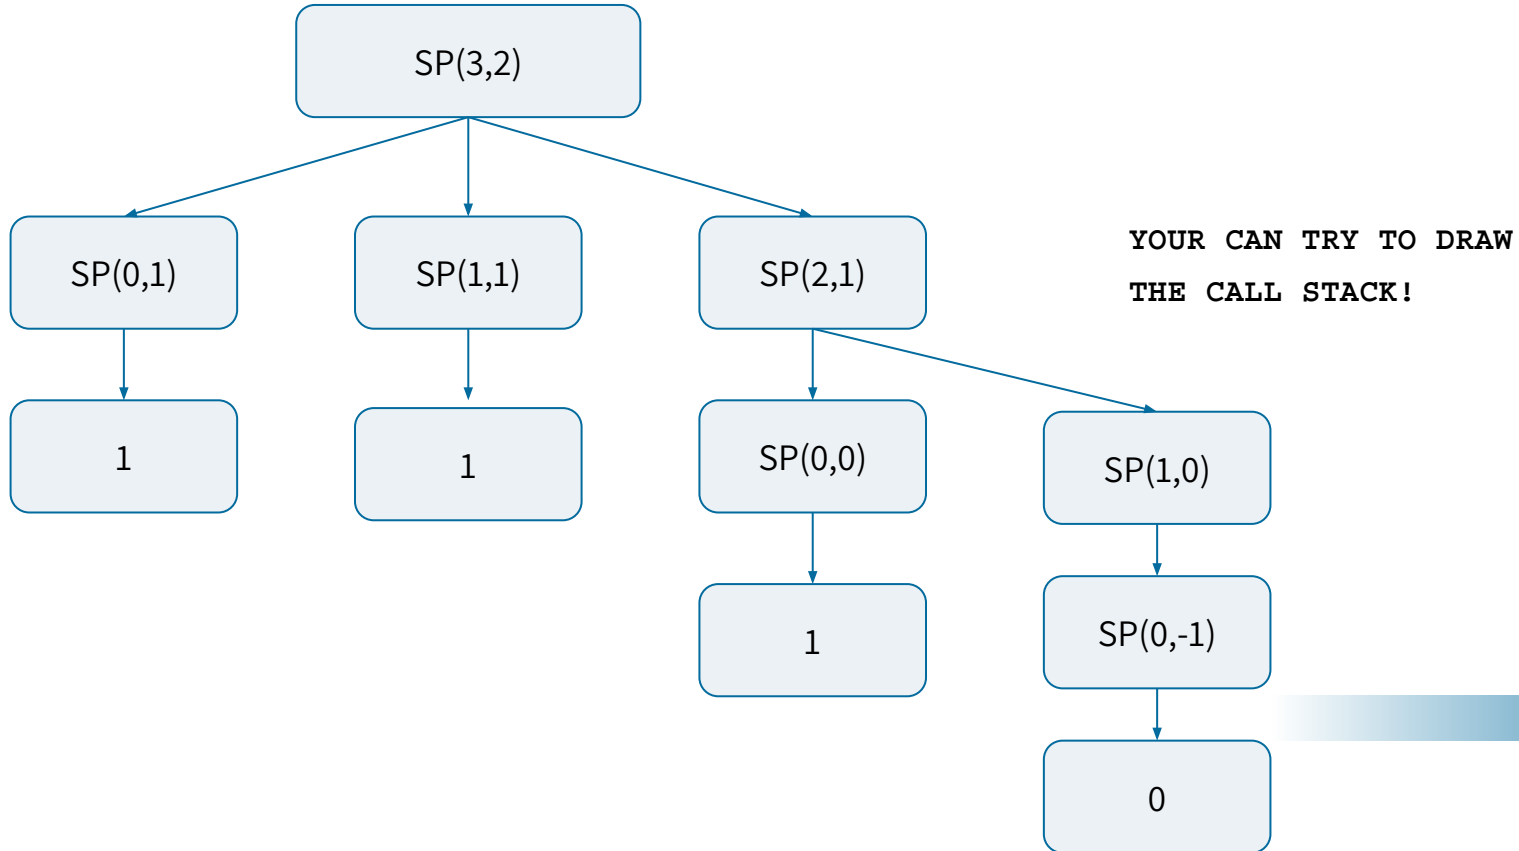 SP(3,2)
SP(0,1)
SP(1,1)
SP(2,1)
YOUR CAN TRY TO DRAW
THE CALL STACK!
1
1
SP(0,0)
SP(1,0)
1
SP(0,-1)
0